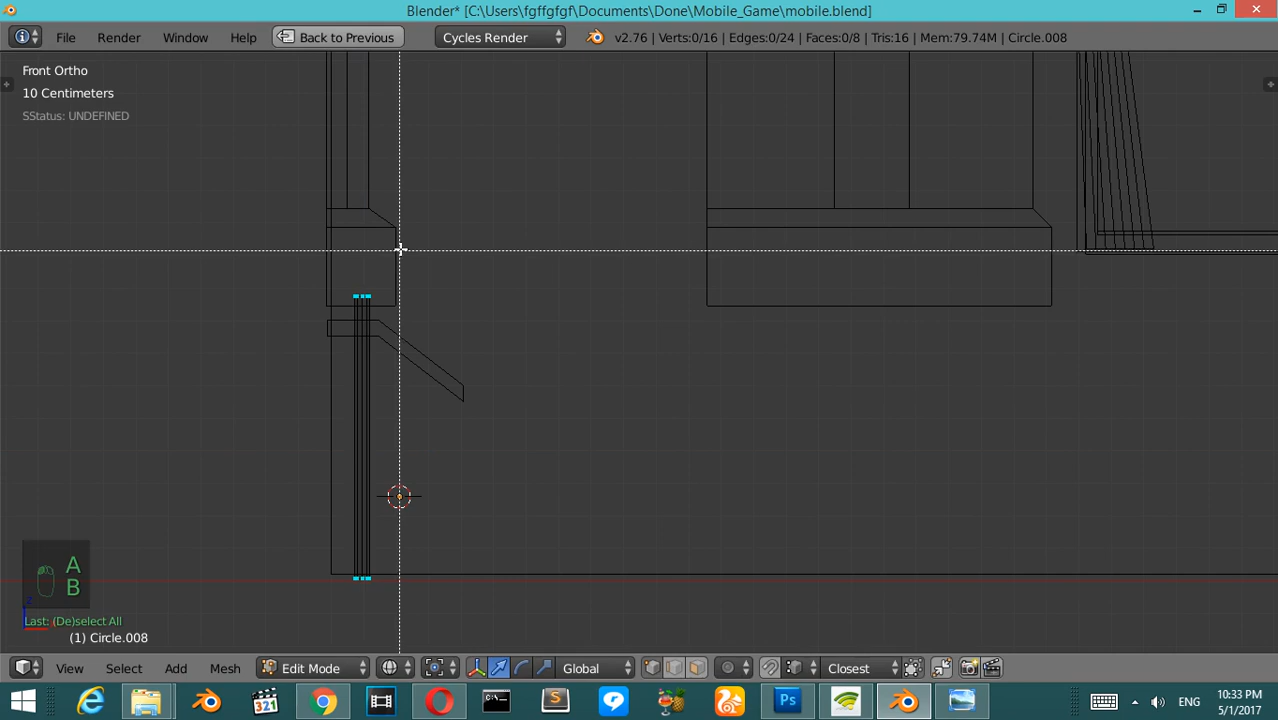 Blender* [C:\Users\fgffgfgf\Documents\Done\Mobile_Game\mobile.blend]
File Render Window Help Back to Previous Cycles Render v2.76 | Verts:0/16 | Edges:0/24 | Faces:0/8 | Tris:16 | Mem:79.74M | Circle.008
Front Ortho
10 Centimeters
SStatus: UNDEFINED
A
B
Last: (De)select All
(1) Circle.008
View Select Add Mesh Edit Mode Global Closest
321 S Ps ENG
10:33 PM
5/1/2017